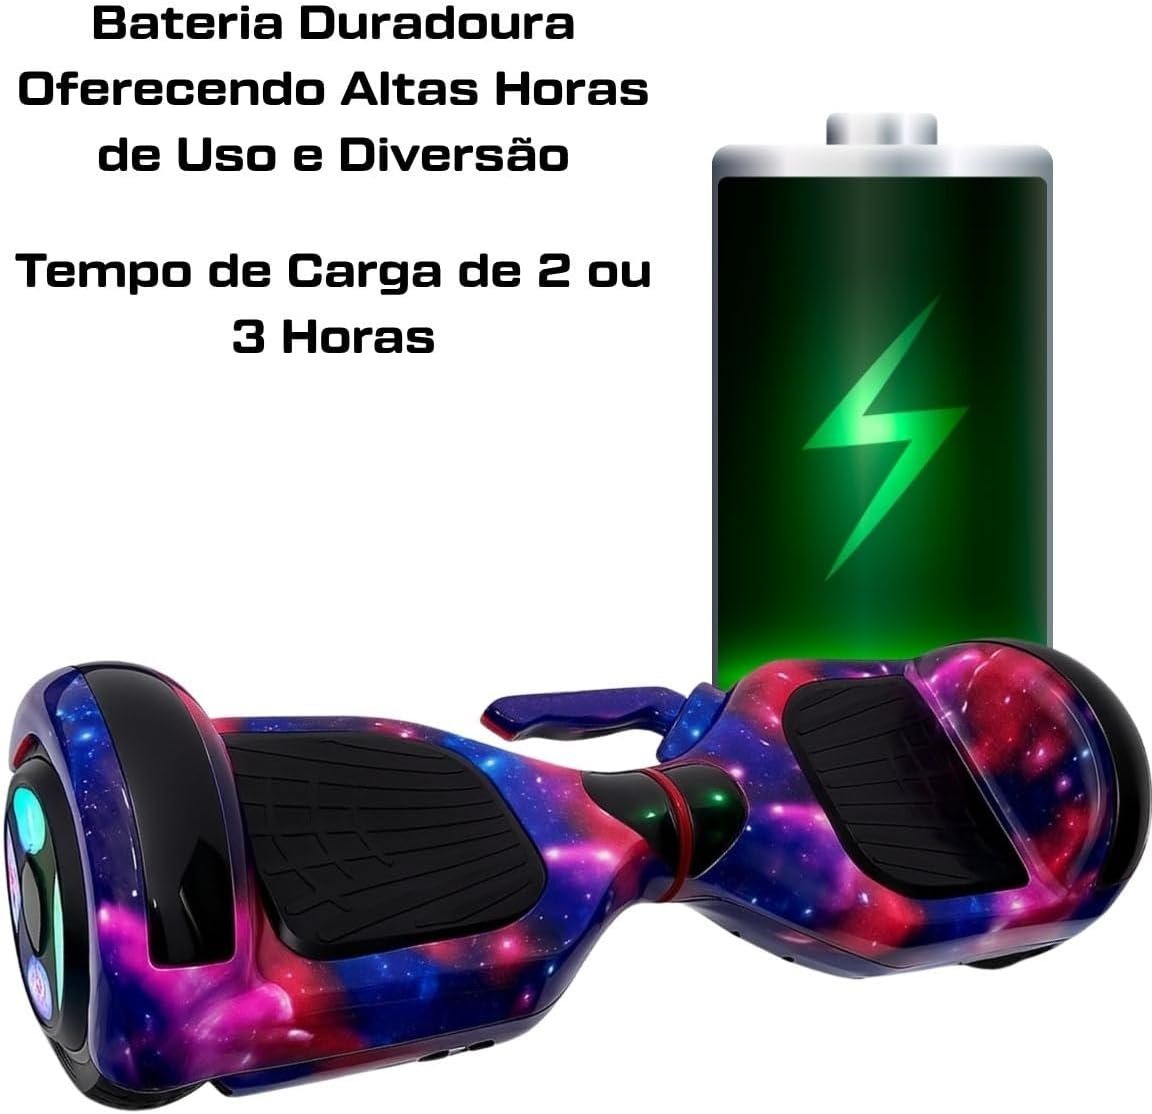 Bateria Duradoura
Oferecendo Altas Horas
de Uso e Diversão
Tempo de Carga de 2 ou
3 Horas